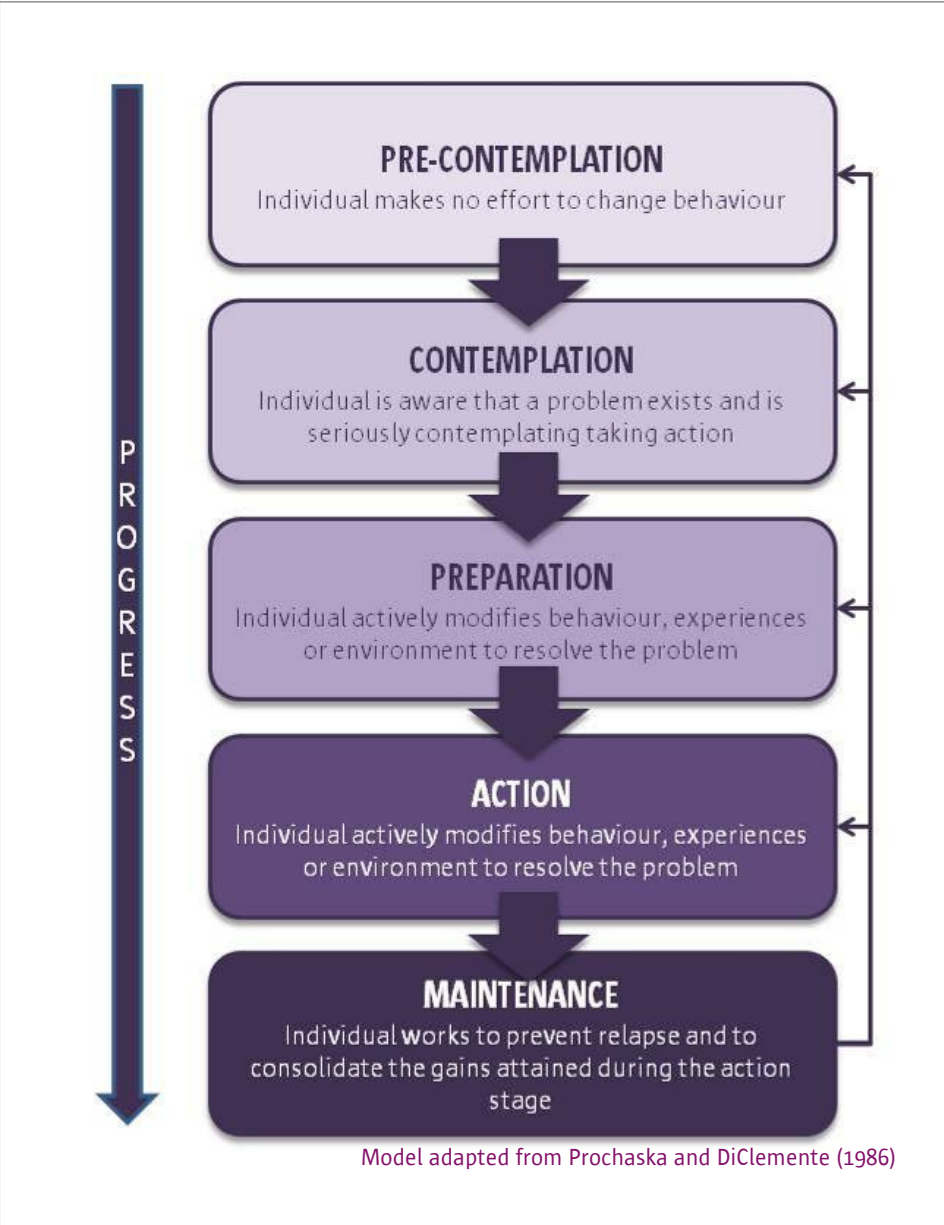 PROGRESS
PRE-CONTEMPLATION
Individual makes no effort to change behaviour
CONTEMPLATION
Individual is aware that a problem exists and is
seriously contemplating taking action
PREPARATION
Individual actively modifies behaviour, experiences
or environment to resolve the problem
ACTION
Individual actively modifies behaviour, experiences
or environment to resolve the problem
MAINTENANCE
Individual works to prevent relapse and to
consolidate the gains attained during the action
stage
Model adapted from Prochaska and DiClemente (1986)